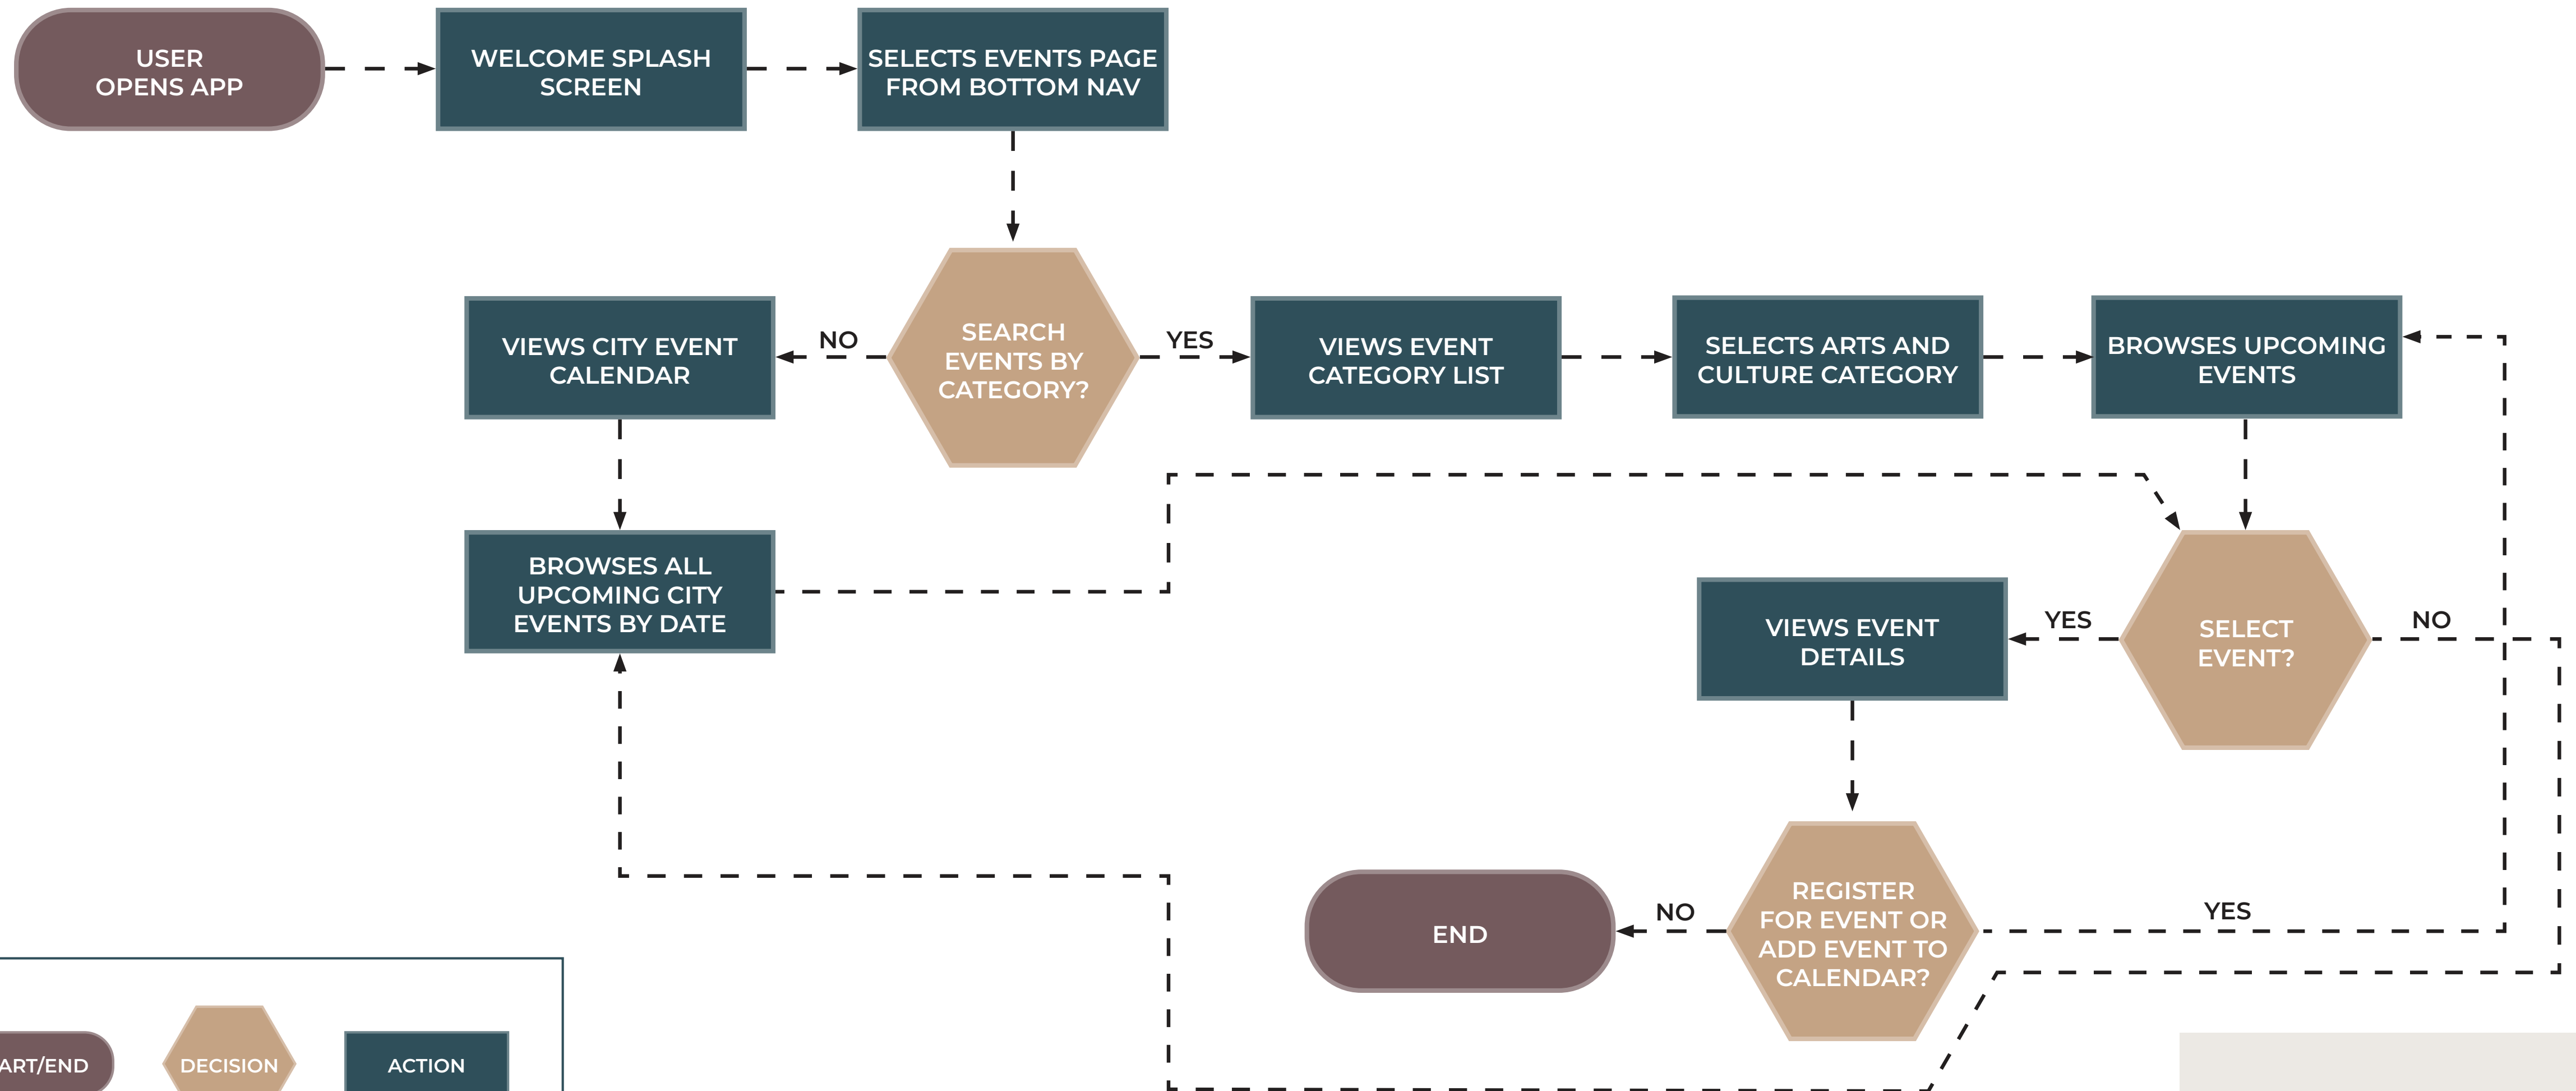 USER
OPENS APP
WELCOME SPLASH
SCREEN
SELECTS EVENTS PAGE
FROM BOTTOM NAV
VIEWS CITY EVENT
CALENDAR
NO
SEARCH
EVENTS BY
CATEGORY?
YES
VIEWS EVENT
CATEGORY LIST
SELECTS ARTS AND
CULTURE CATEGORY
BROWSES UPCOMING
EVENTS
BROWSES ALL
UPCOMING CITY
EVENTS BY DATE
VIEWS EVENT
DETAILS
YES
SELECT
EVENT?
NO
END
NO
REGISTER
FOR EVENT OR
ADD EVENT TO
CALENDAR?
YES
ART/END
DECISION
ACTION